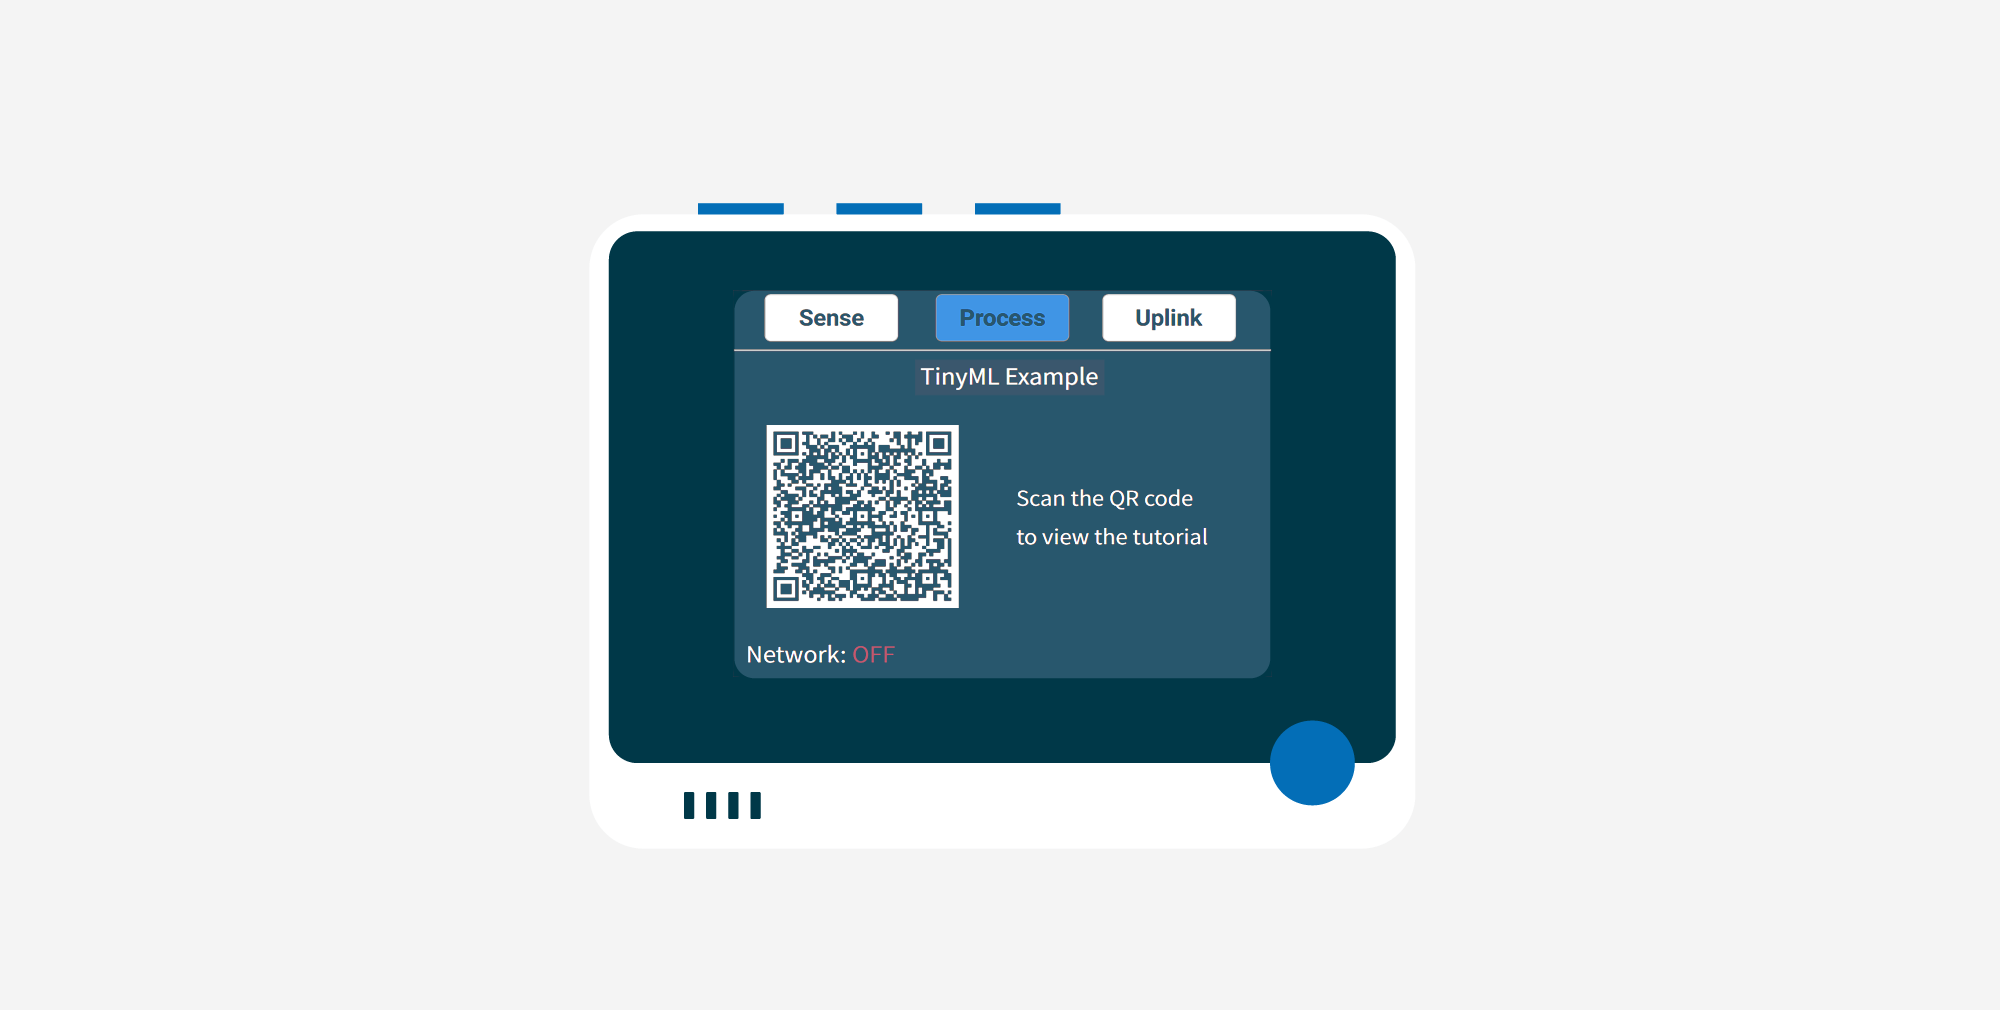 Sense
Process
Uplink
TinyML Example
Scan the QR code
to view the tutorial
Network: OFF